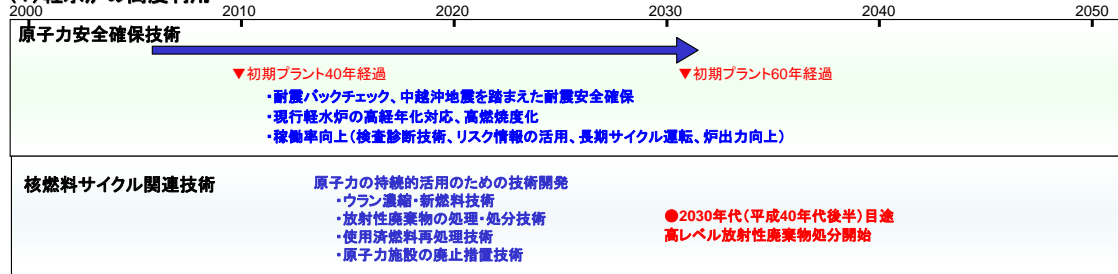 2000 2010 2020 2030 2040 2050
原子力安全確保技術
▼初期プラント40年経過 ▼初期プラント60年経過
・耐震バックチェック、中越沖地震を踏まえた耐震安全確保
・現行軽水炉の高経年化対応、高燃焼度化
・稼働率向上(検査診断技術、リスク情報の活用、長期サイクル運転、炉出力向上)
核燃料サイクル関連技術
原子力の持続的活用のための技術開発
・ウラン濃縮・新燃料技術
・放射性廃棄物の処理・処分技術
・使用済燃料再処理技術
・原子力施設の廃止措置技術
●2030年代(平成40年代後半)目途
高レベル放射性廃棄物処分開始